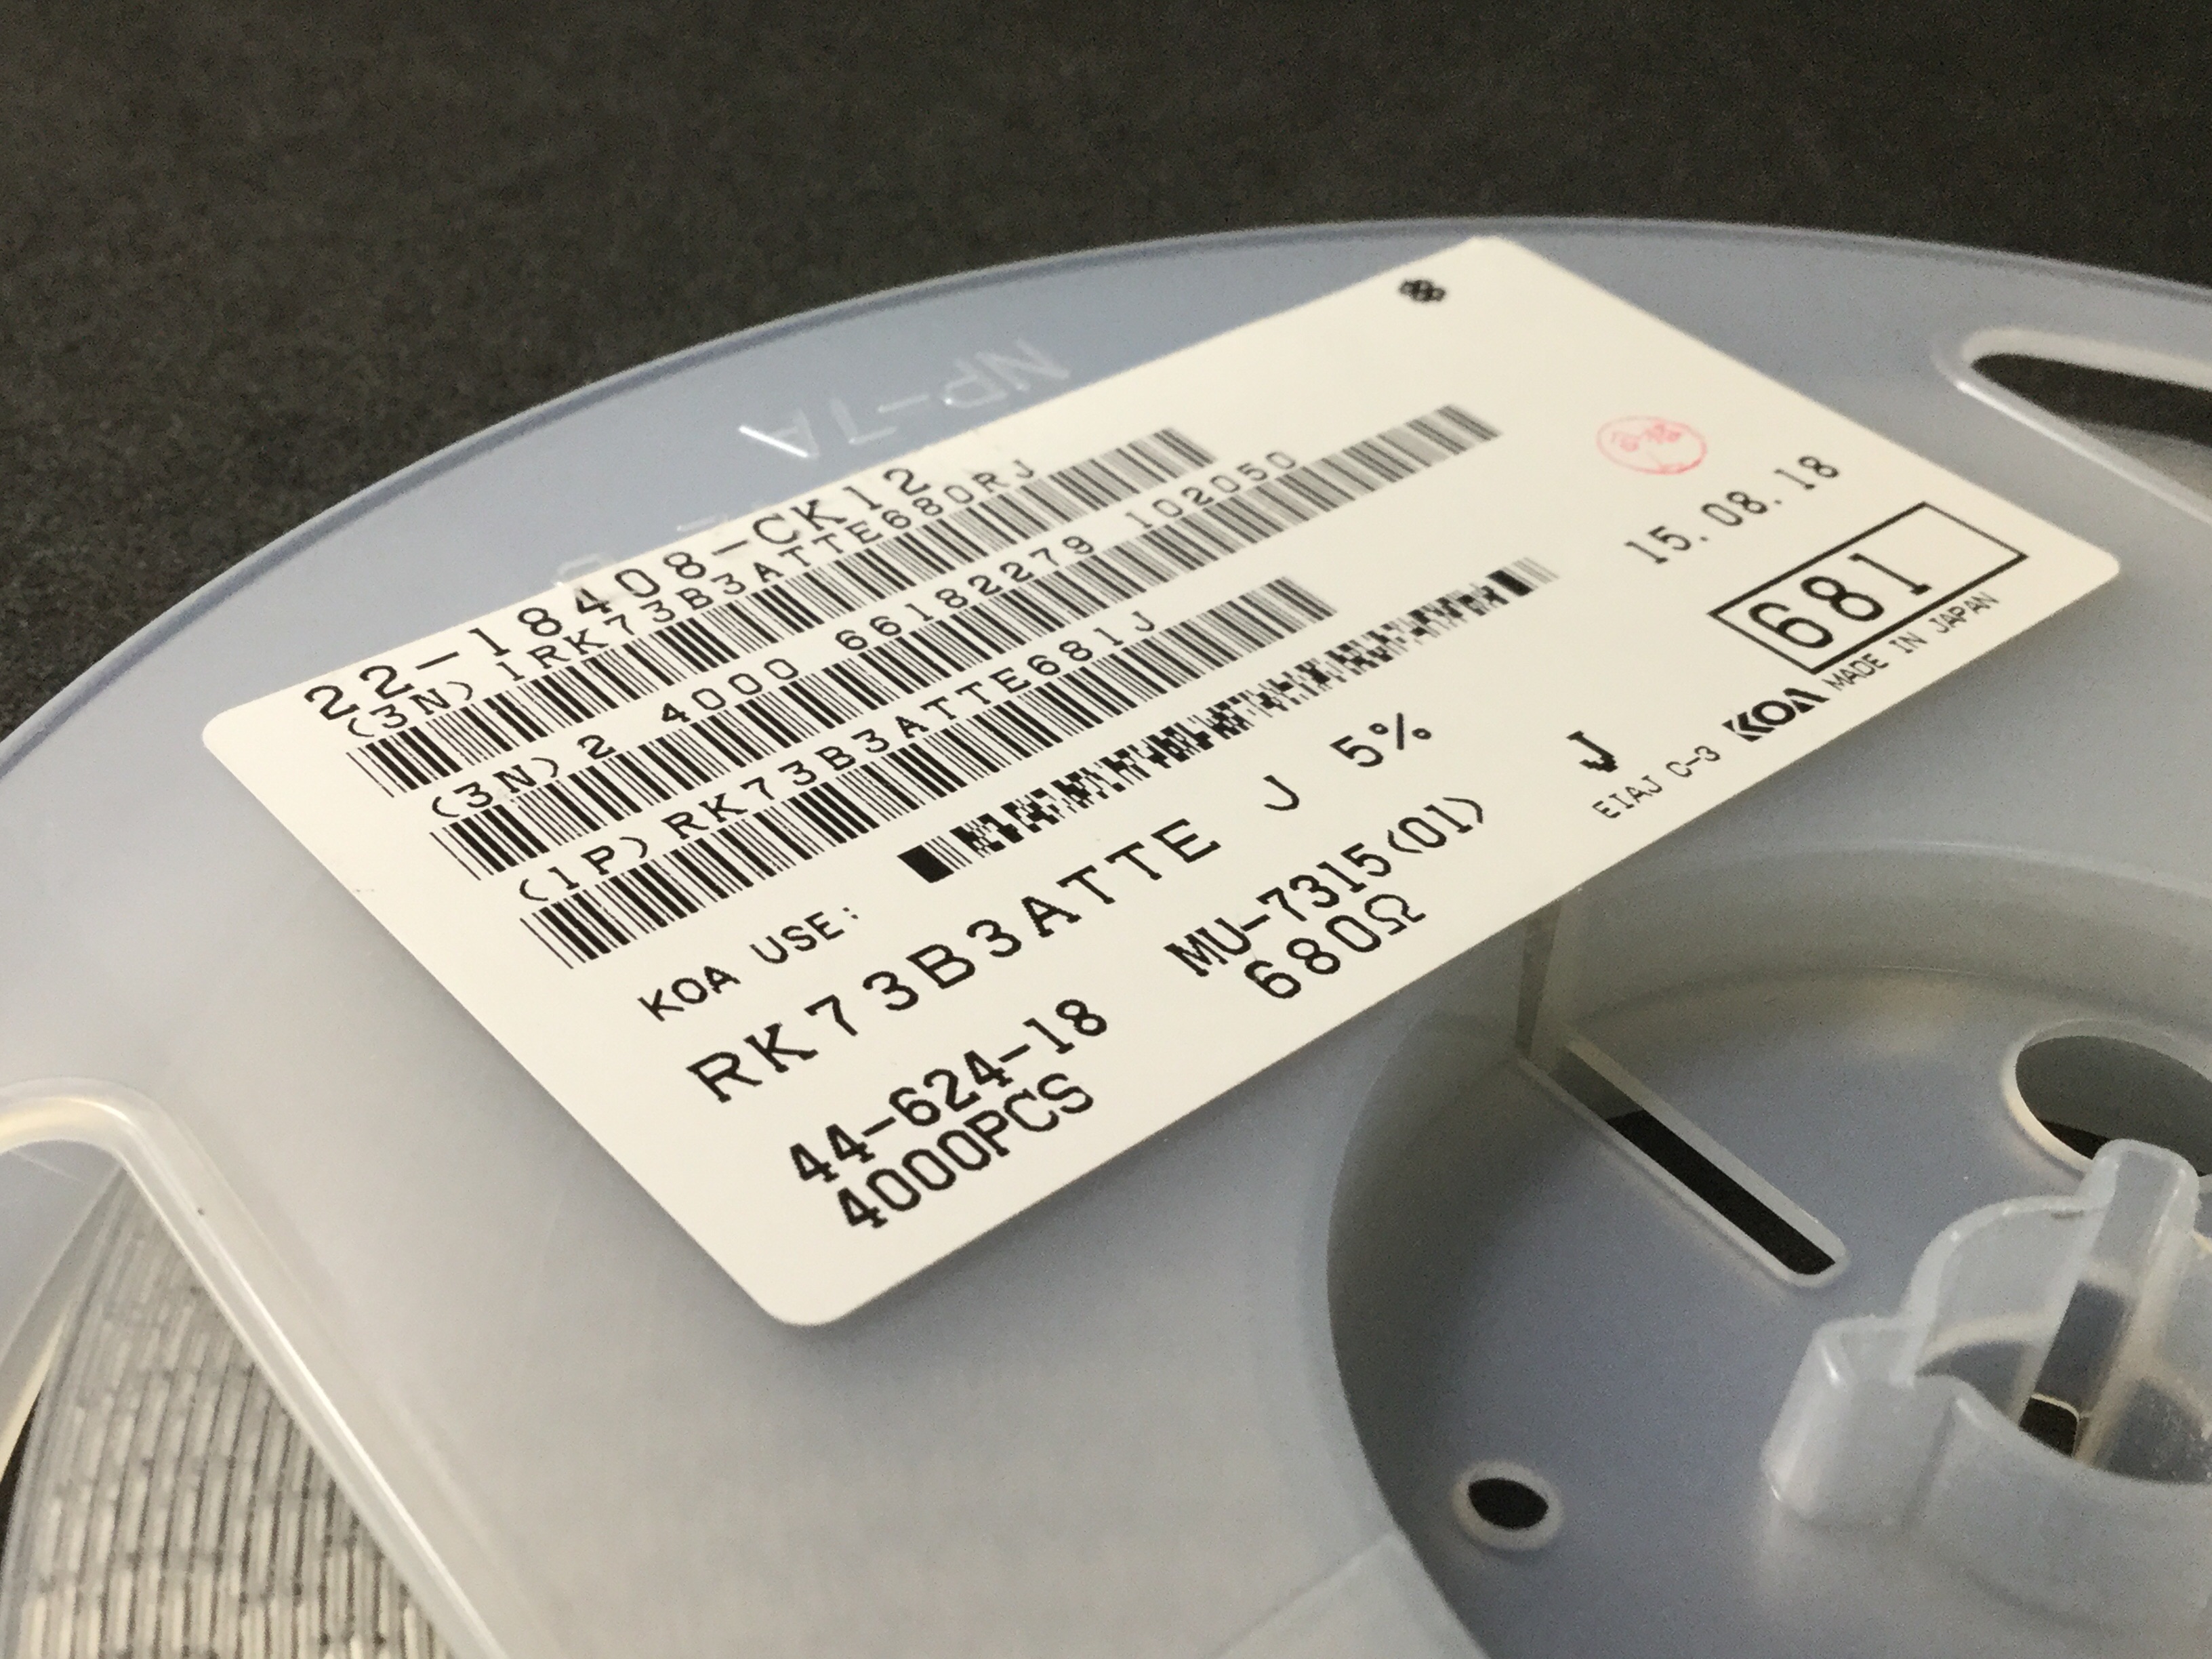 NP-7A
22-18408-CK12
(3N)1RK73B3ATTE680RJ
(3N)2 4000 66182279 102050
(1P)RK73B3ATTE681J
KOA USE:
RK73B3ATTE J 5%
44-624-18 MU-7315(01) J
4000PCS 680Ω EIAJ C-3 KOA MADE IN JAPAN
15.08.18
681